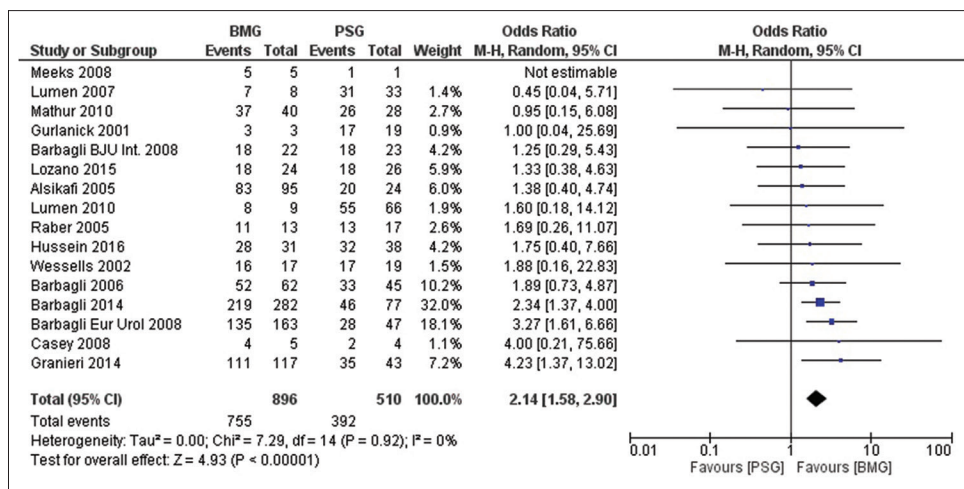 BMG PSG Odds Ratio Odds Ratio
Study or Subgroup Events Total Events Total Weight M-H, Random, 95% CI M-H, Random, 95% CI
Meeks 2008 5 5 1 1 Not estimable
Lumen 2007 7 8 31 33 1.4% 0.45 [0.04, 5.71]
Mathur 2010 37 40 26 28 2.7% 0.95 [0.15, 6.08]
Gurlanick 2001 3 3 17 19 0.9% 1.00 [0.04, 25.69]
Barbagli BJU Int. 2008 18 22 18 23 4.2% 1.25 [0.29, 5.43]
Lozano 2015 18 24 18 26 5.9% 1.33 [0.38, 4.63]
Alsikafi 2005 83 95 20 24 6.0% 1.38 [0.40, 4.74]
Lumen 2010 8 9 55 66 1.9% 1.60 [0.18, 14.12]
Raber 2005 11 13 13 17 2.6% 1.69 [0.26, 11.07]
Hussein 2016 28 31 32 38 4.2% 1.75 [0.40, 7.66]
Wessells 2002 16 17 17 19 1.5% 1.88 [0.16, 22.83]
Barbagli 2006 52 62 33 45 10.2% 1.89 [0.73, 4.87]
Barbagli 2014 219 282 46 77 32.0% 2.34 [1.37, 4.00]
Barbagli Eur Urol 2008 135 163 28 47 18.1% 3.27 [1.61, 6.66]
Casey 2008 4 5 2 4 1.1% 4.00 [0.21, 75.66]
Granieri 2014 111 117 35 43 7.2% 4.23 [1.37, 13.02]
Total (95% CI) 896 510 100.0% 2.14 [1.58, 2.90]
Total events 755 392
Heterogeneity: Tau² = 0.00; Chi² = 7.29, df = 14 (P = 0.92); I² = 0%
Test for overall effect: Z = 4.93 (P < 0.00001)
0.01 0.1 1 10 100
Favours [PSG] Favours [BMG]